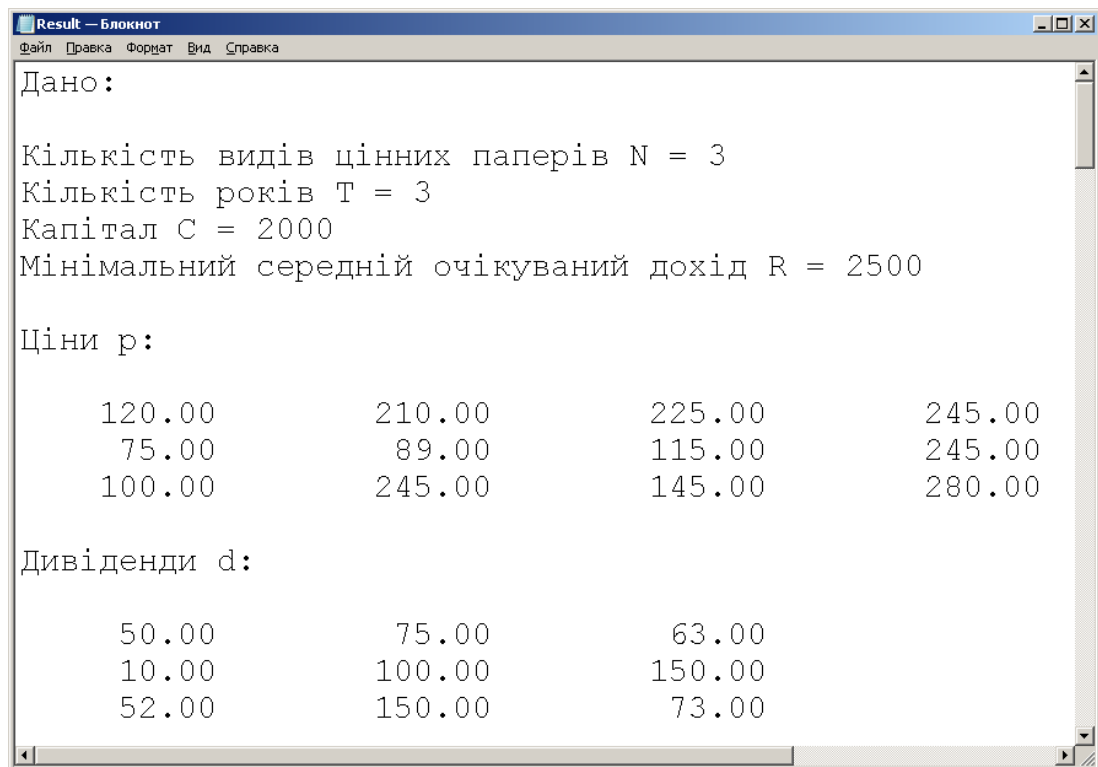 Result — Блокнот
Файл Правка Формат Вид Справка
Дано:
Кількість видів цінних паперів N = 3
Кількість років T = 3
Капітал C = 2000
Мінімальний середній очікуваний дохід R = 2500
Ціни p:
120.00 210.00 225.00 245.00
75.00 89.00 115.00 245.00
100.00 245.00 145.00 280.00
Дивіденди d:
50.00 75.00 63.00
10.00 100.00 150.00
52.00 150.00 73.00